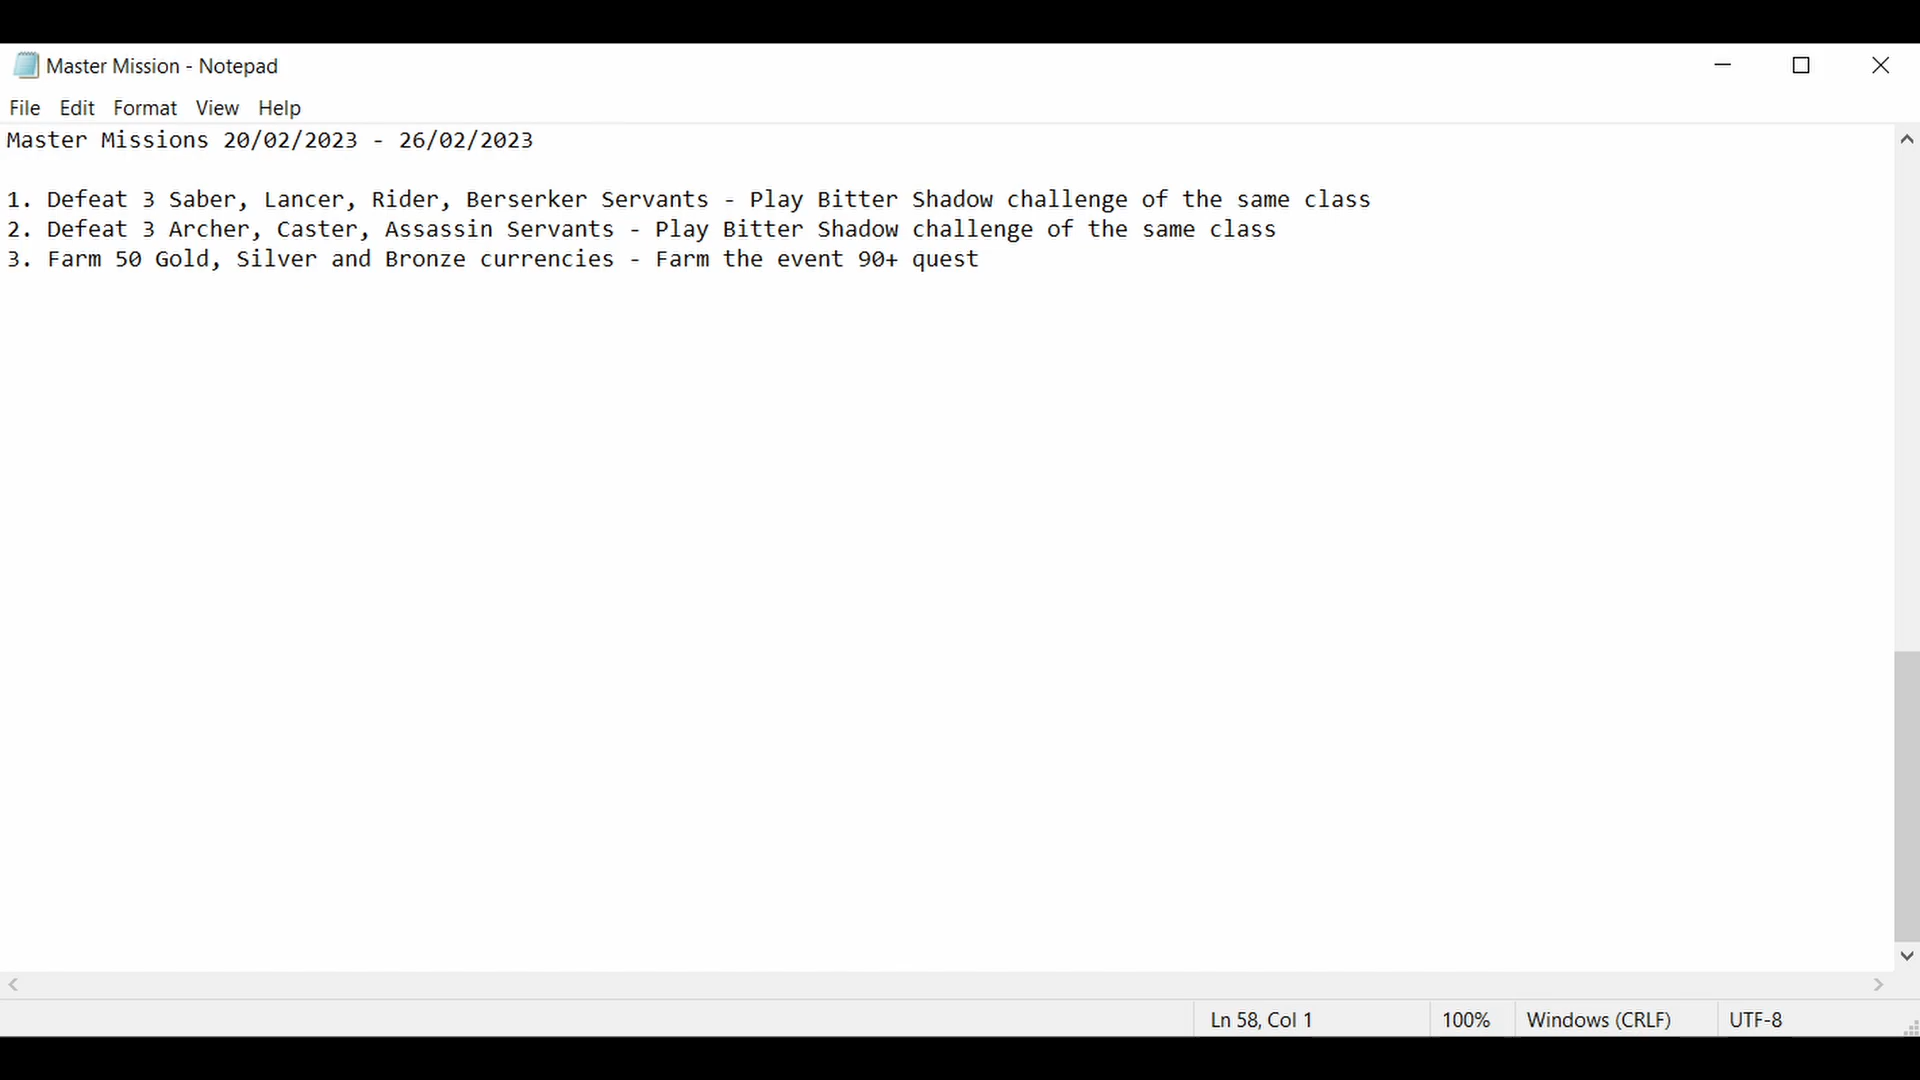 Master Mission - Notepad
File Edit Format View Help
Master Missions 20/02/2023 - 26/02/2023
1. Defeat 3 Saber, Lancer, Rider, Berserker Servants - Play Bitter Shadow challenge of the same class
2. Defeat 3 Archer, Caster, Assassin Servants - Play Bitter Shadow challenge of the same class
3. Farm 50 Gold, Silver and Bronze currencies - Farm the event 90+ quest
Ln 58, Col 1 100% Windows (CRLF) UTF-8